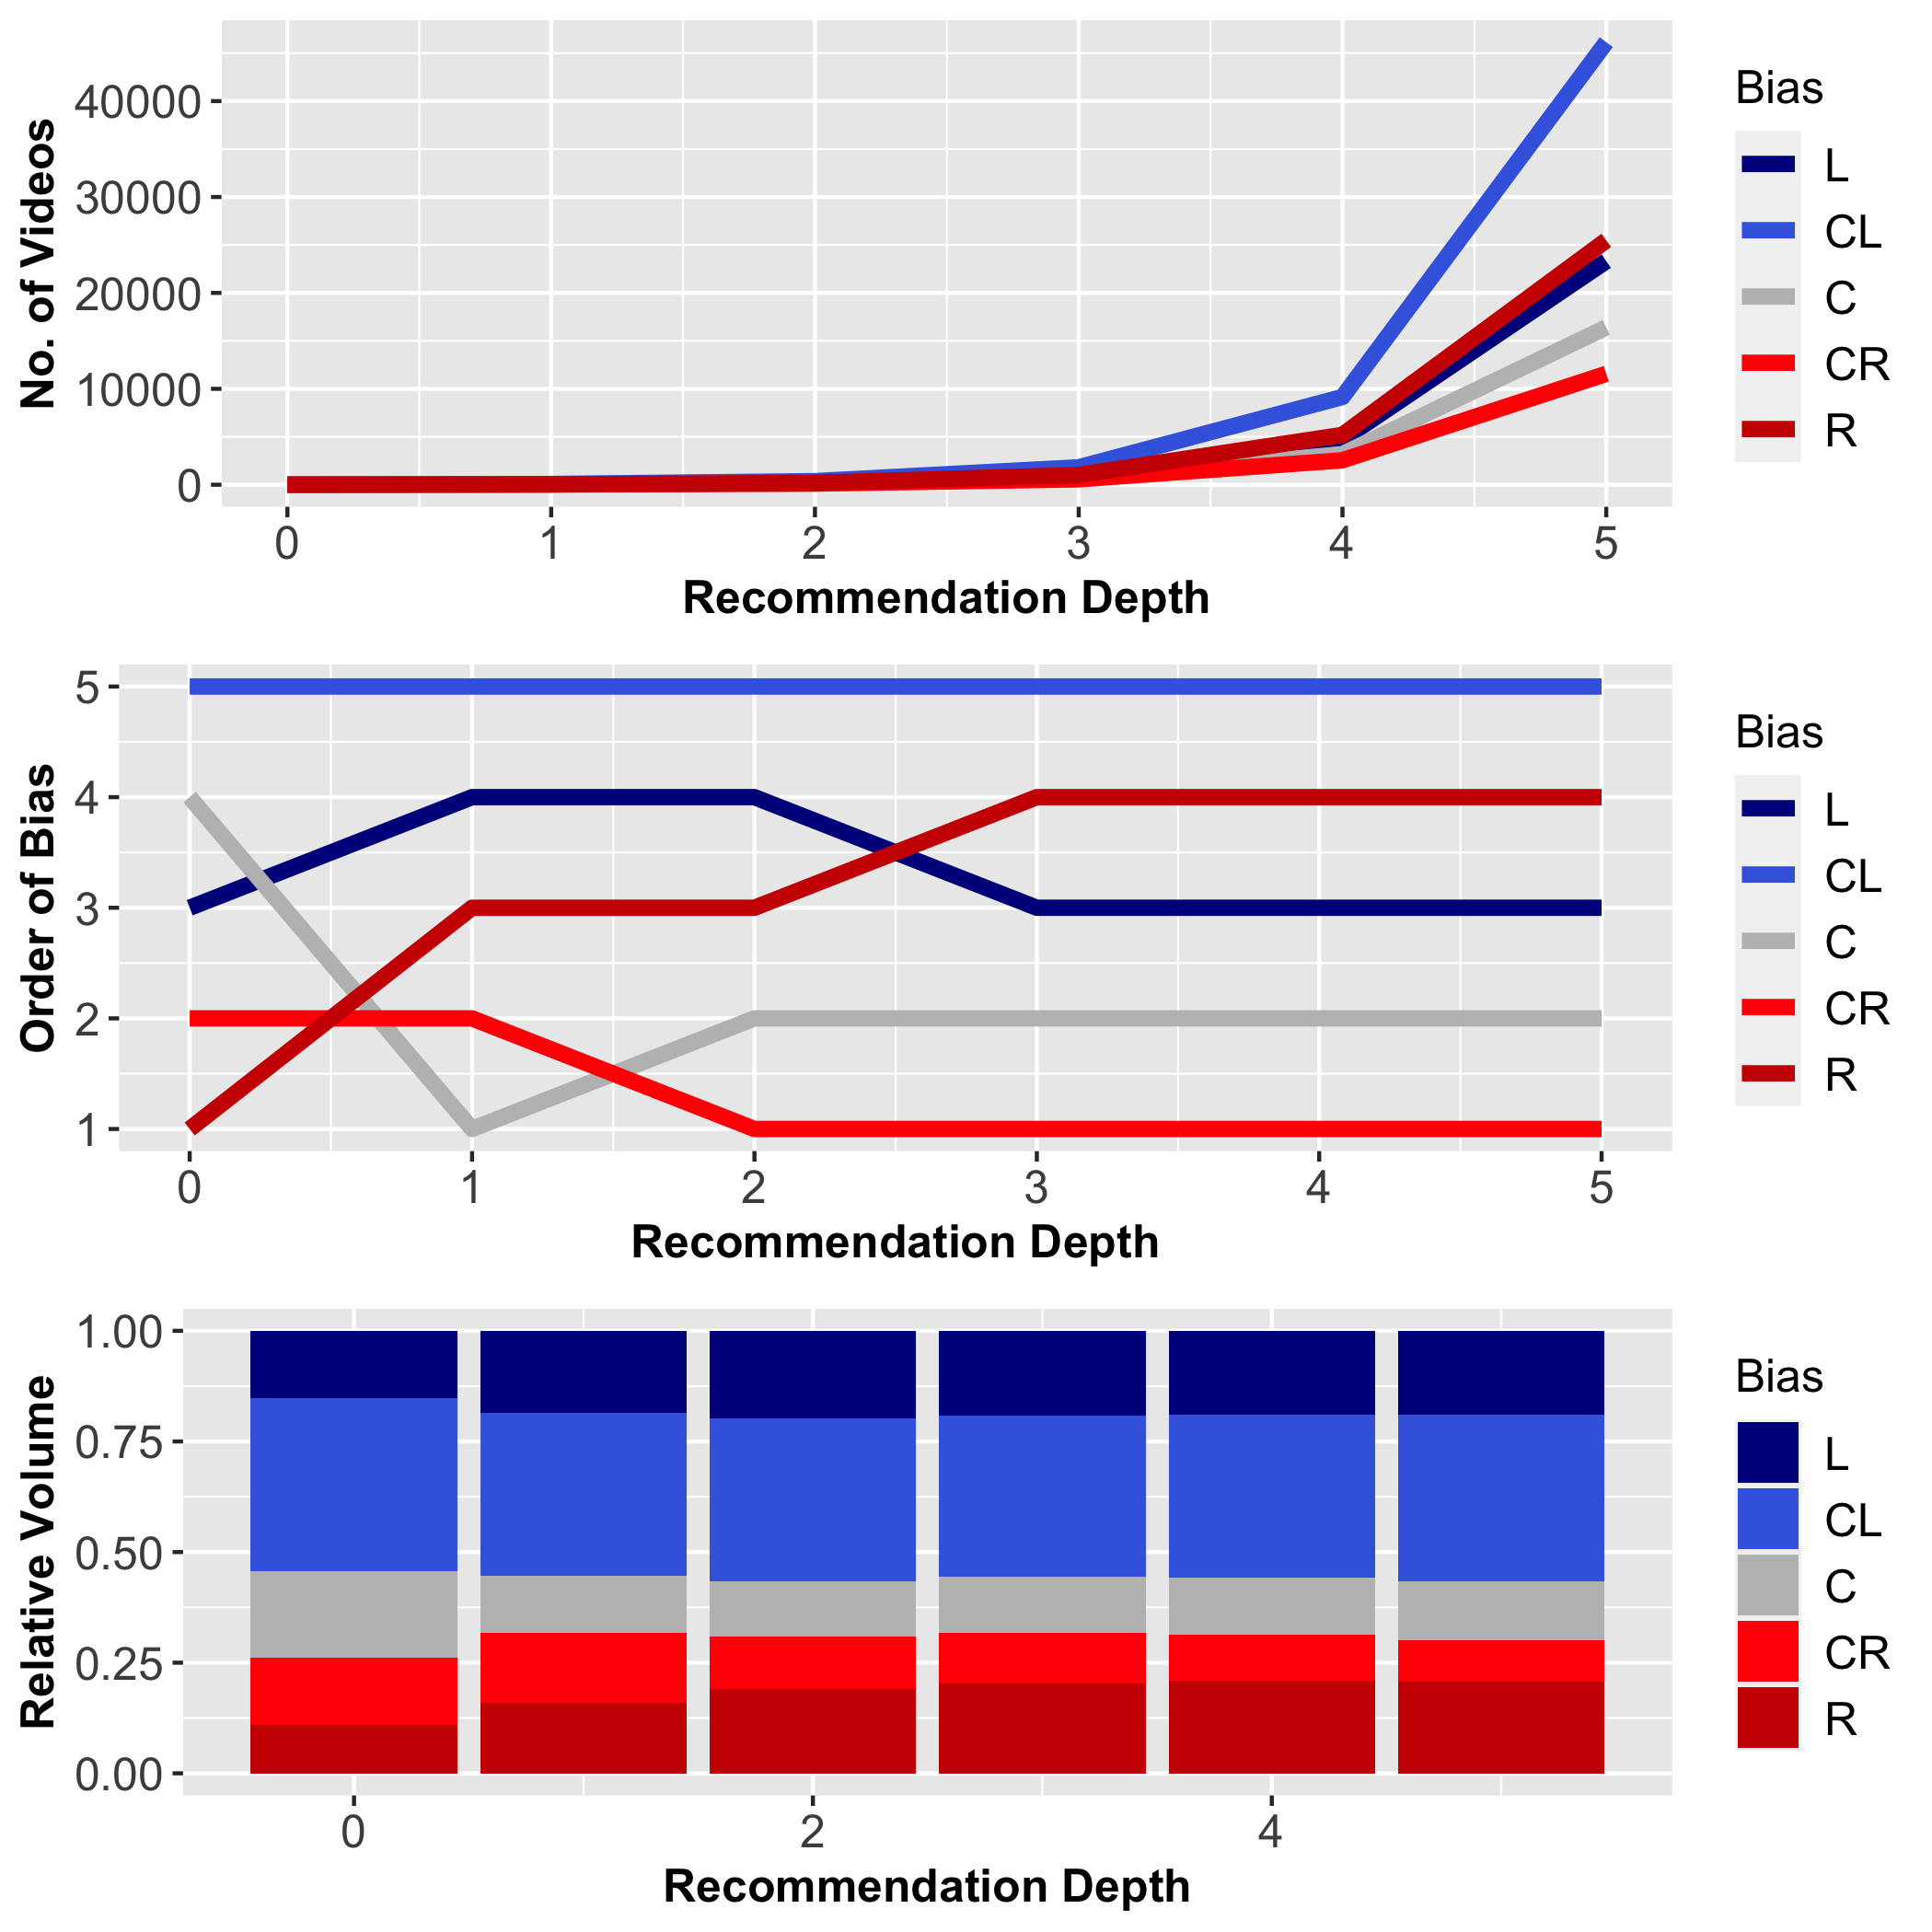 No. of Videos
40000
30000
20000
10000
0
0 1 2 3 4 5
Recommendation Depth
Bias
L
CL
C
CR
R
Order of Bias
5
4
3
2
1
0 1 2 3 4 5
Recommendation Depth
Bias
L
CL
C
CR
R
Relative Volume
1.00
0.75
0.50
0.25
0.00
0 2 4
Recommendation Depth
Bias
L
CL
C
CR
R